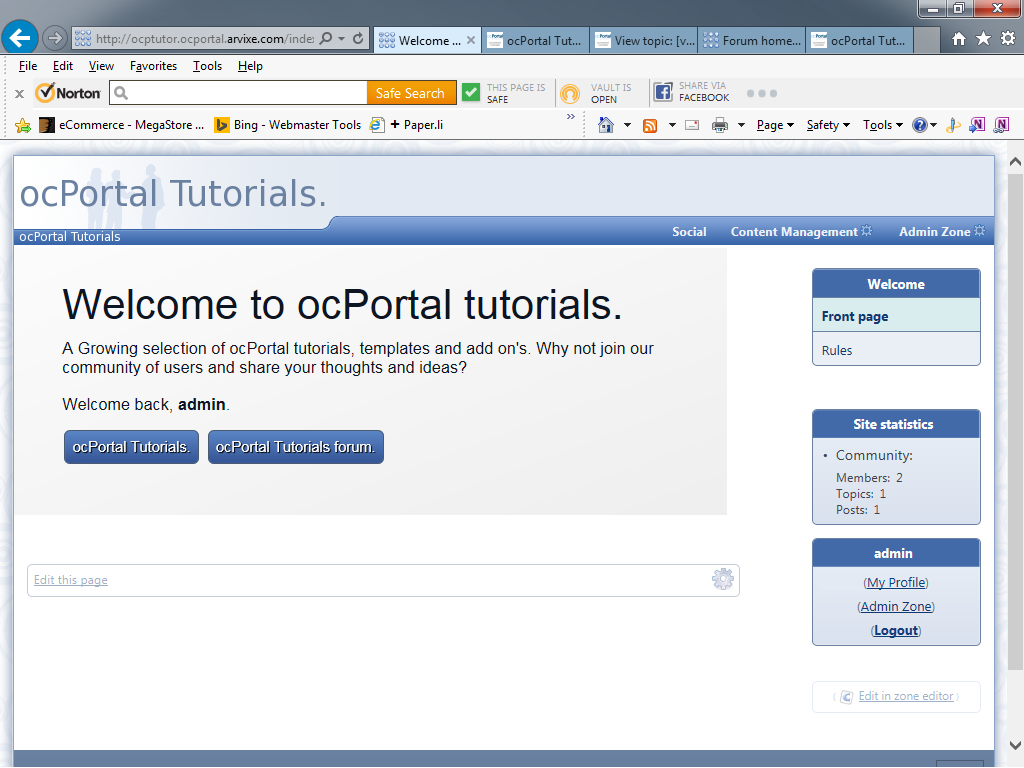 http://ocptutor.ocportal.arvixe.com/inde
Welcome ...
ocPortal Tut...
View topic: [v...
Forum home...
ocPortal Tut...
File Edit View Favorites Tools Help
x Norton Safe Search
THIS PAGE IS
SAFE
VAULT IS
OPEN
SHARE VIA
FACEBOOK
eCommerce - MegaStore ... Bing - Webmaster Tools + Paper.li »
Page Safety Tools
ocPortal Tutorials.
ocPortal Tutorials
Social Content Management Admin Zone
Welcome to ocPortal tutorials.
A Growing selection of ocPortal tutorials, templates and add on's. Why not join our
community of users and share your thoughts and ideas?
Welcome back, admin.
ocPortal Tutorials. ocPortal Tutorials forum.
Edit this page
Welcome
Front page
Rules
Site statistics
• Community:
Members: 2
Topics: 1
Posts: 1
admin
(My Profile)
(Admin Zone)
(Logout)
( Edit in zone editor )